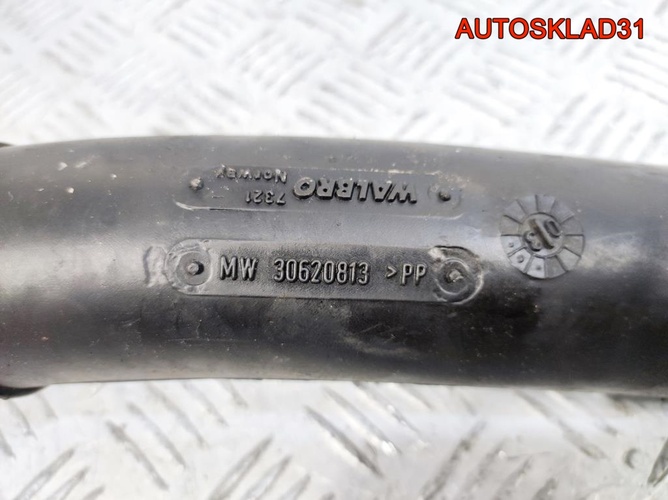 AUTOSKLAD31
WALBRO 7321
Norway
MW 30620813 >PP